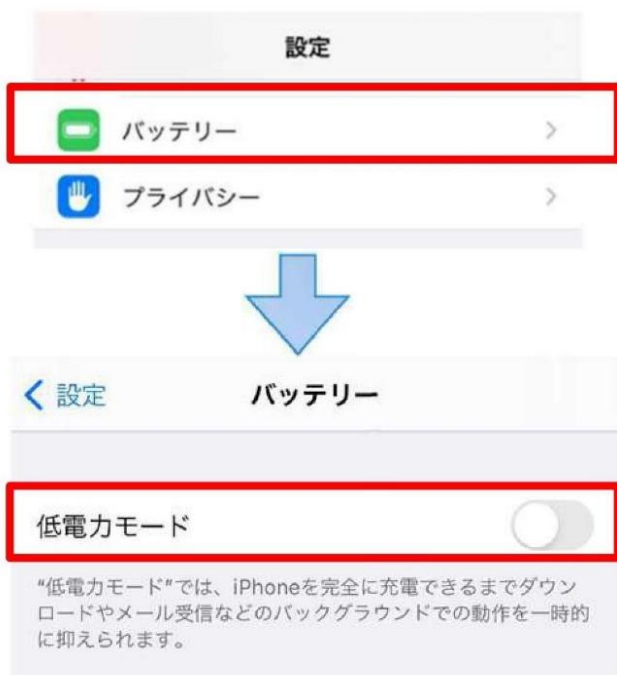 設定
バッテリー
プライバシー
設定
バッテリー
低電力モード
“低電力モード”では、iPhoneを完全に充電できるまでダウン
ロードやメール受信などのバックグラウンドでの動作を一時的
に抑えられます。